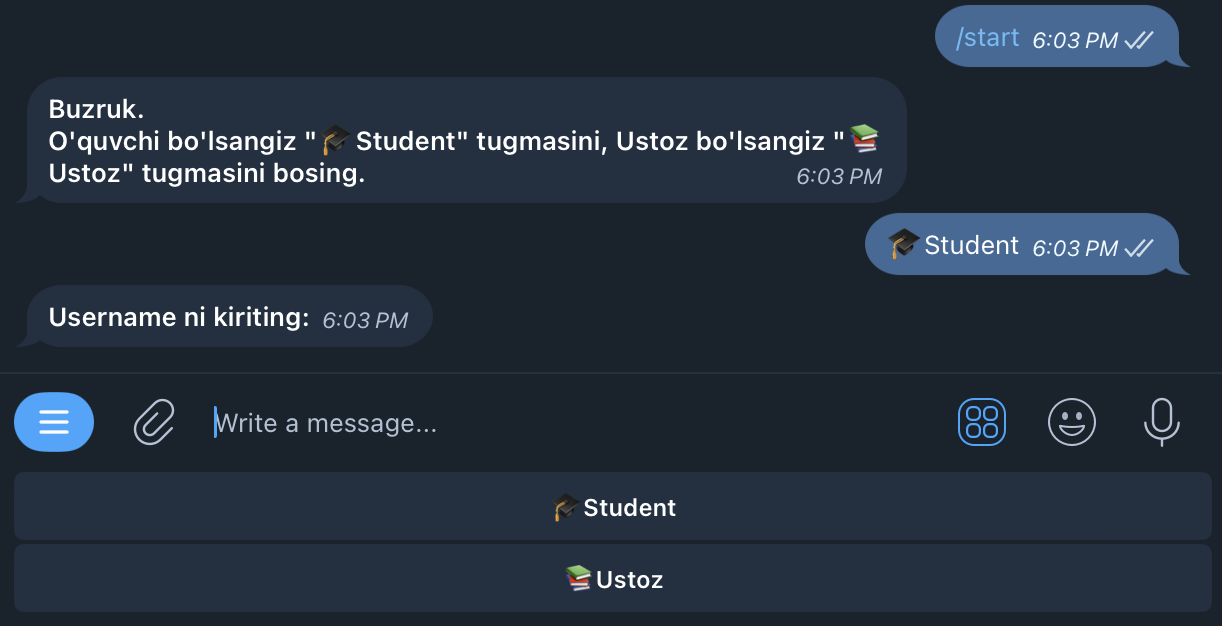 /start 6:03 PM
Buzruk.
O'quvchi bo'lsangiz "🎓Student" tugmasini, Ustoz bo'lsangiz "📚
Ustoz" tugmasini bosing.
6:03 PM
🎓Student 6:03 PM
Username ni kiriting: 6:03 PM
Write a message...
🎓Student
📚Ustoz